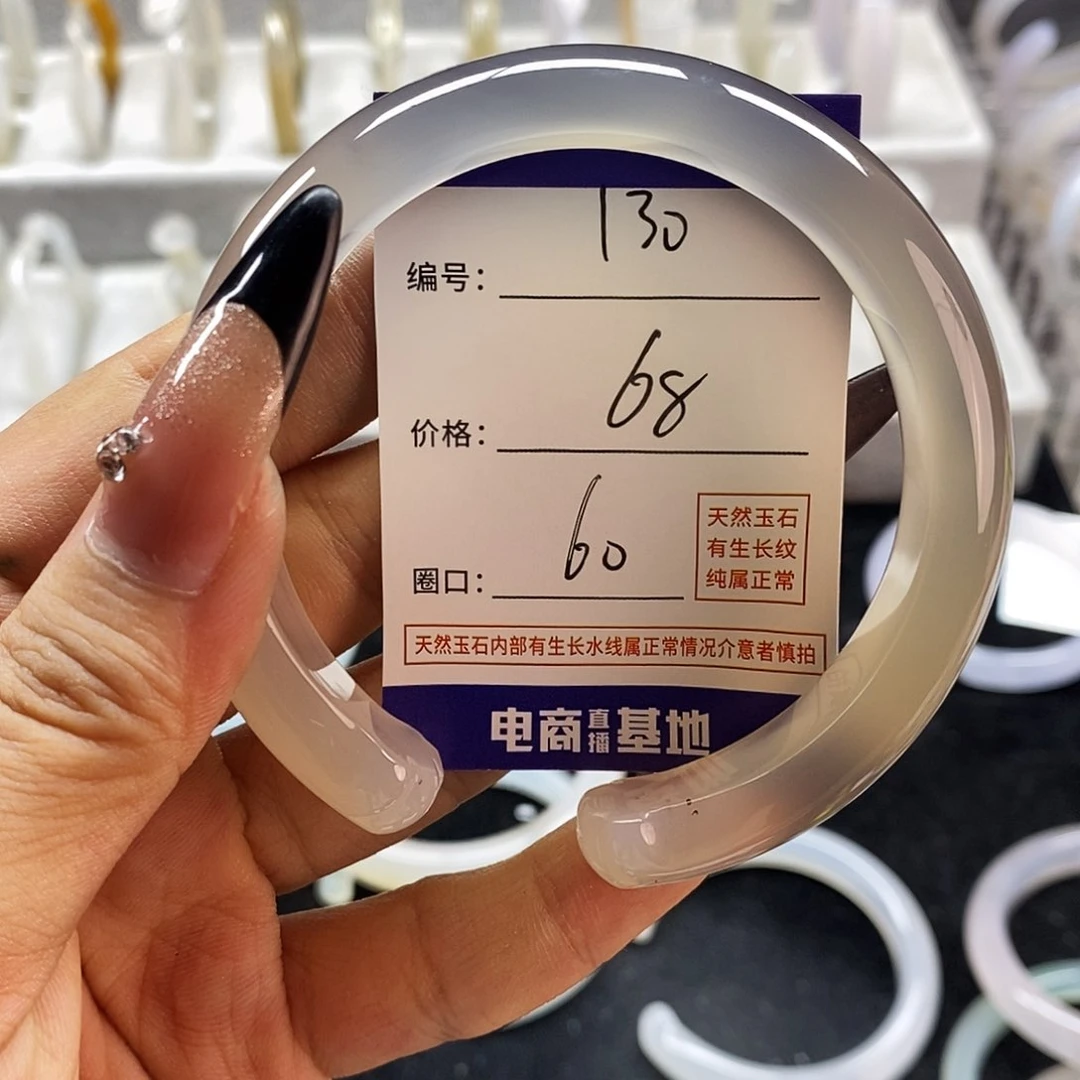 130
编号：
68
价格：
60
圈口：
天然玉石
有生长纹
纯属正常
天然玉石内部有生长水线属正常情况介意者慎拍
电商直播基地